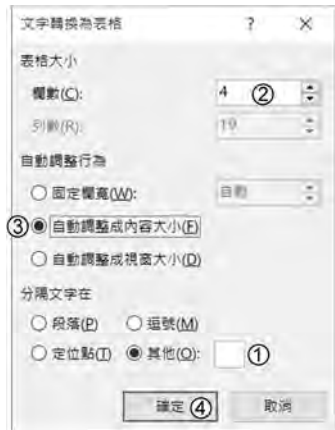 文字轉換為表格 ? ×
表格大小
欄數(C): 4 ②
列數(R): 19
自動調整行為
固定欄寬(W): 自動
③ 自動調整成內容大小(F)
自動調整成視窗大小(D)
分隔文字在
段落(P) 逗號(M)
定位點(T) 其他(O): ①
確定 ④ 取消